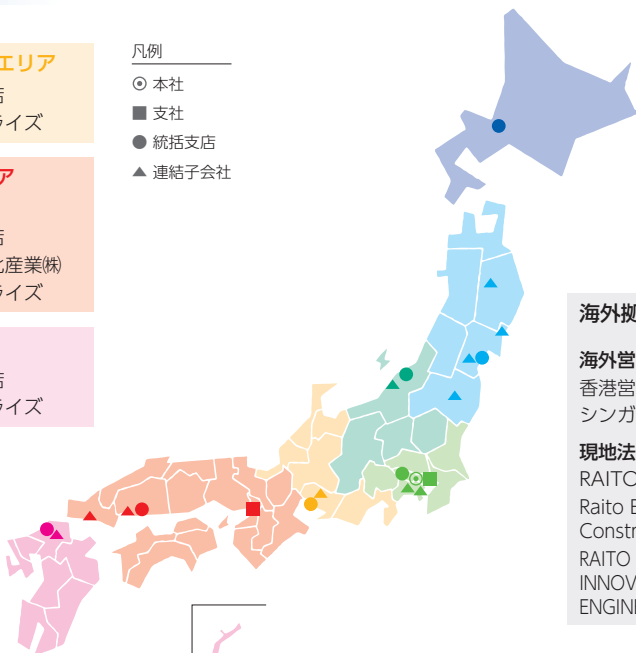 エリア
店
ライズ
ア
店
化産業㈱
ライズ
店
ライズ
凡例
本社
支社
統括支店
連結子会社
海外拠
海外営
香港営
シンガ
現地法
RAITO
Raito E
Constr
RAITO
INNOV
ENGIN